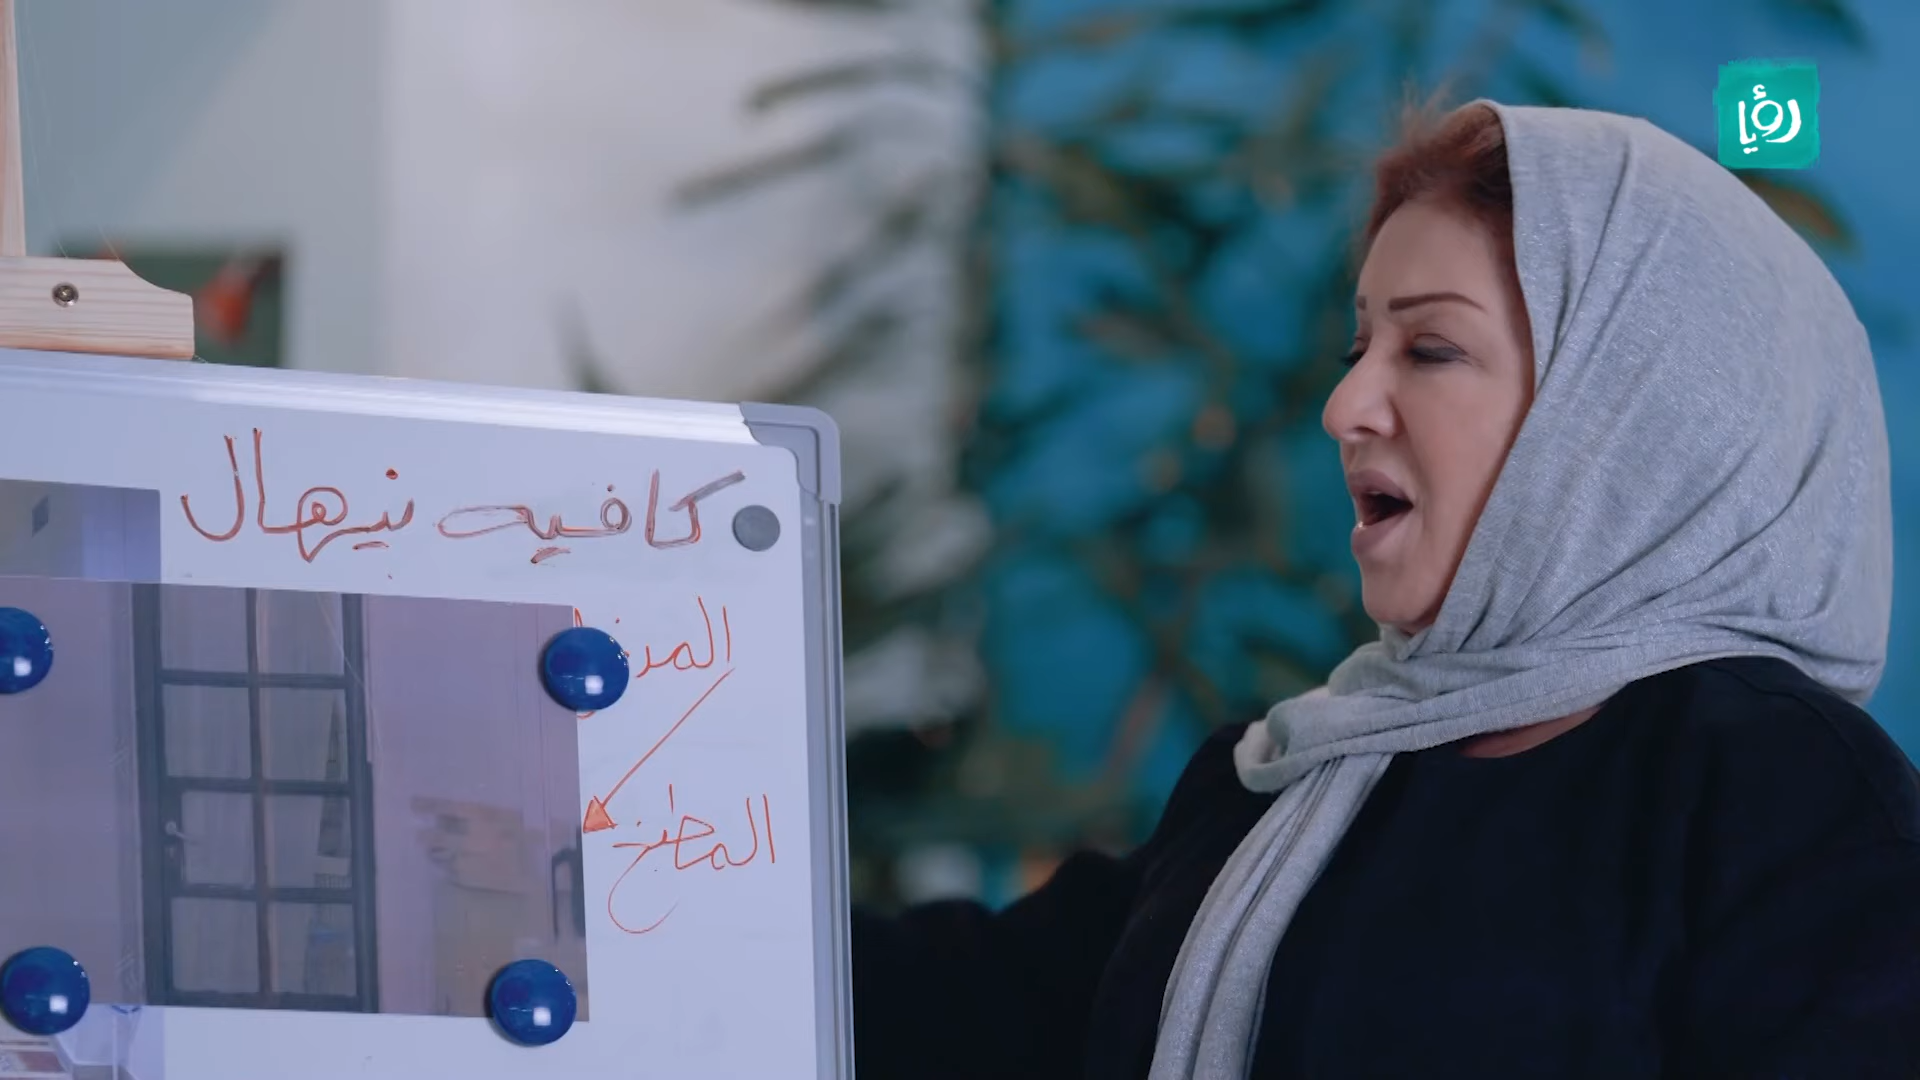 رؤيا
كافيه نيهال
المطبخ